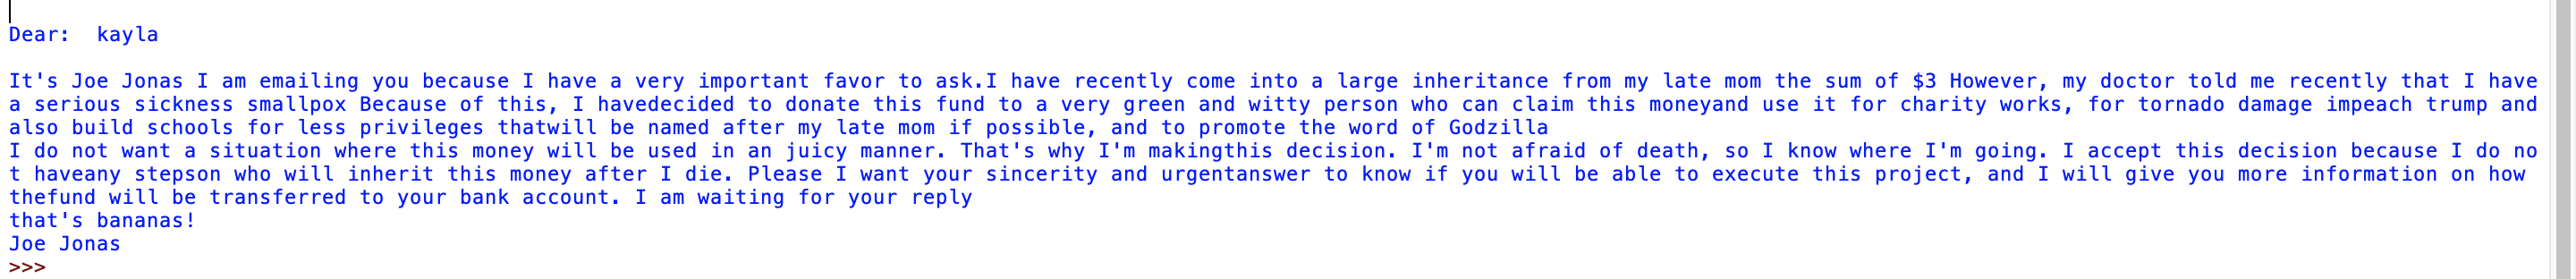 Dear:  kayla
It's Joe Jonas I am emailing you because I have a very important favor to ask.I have recently come into a large inheritance from my late mom the sum of $3 However, my doctor told me recently that I have
a serious sickness smallpox Because of this, I havedecided to donate this fund to a very green and witty person who can claim this moneyand use it for charity works, for tornado damage impeach trump and
also build schools for less privileges thatwill be named after my late mom if possible, and to promote the word of Godzilla
I do not want a situation where this money will be used in an juicy manner. That's why I'm makingthis decision. I'm not afraid of death, so I know where I'm going. I accept this decision because I do no
t haveany stepson who will inherit this money after I die. Please I want your sincerity and urgentanswer to know if you will be able to execute this project, and I will give you more information on how
thefund will be transferred to your bank account. I am waiting for your reply
that's bananas!
Joe Jonas
>>>